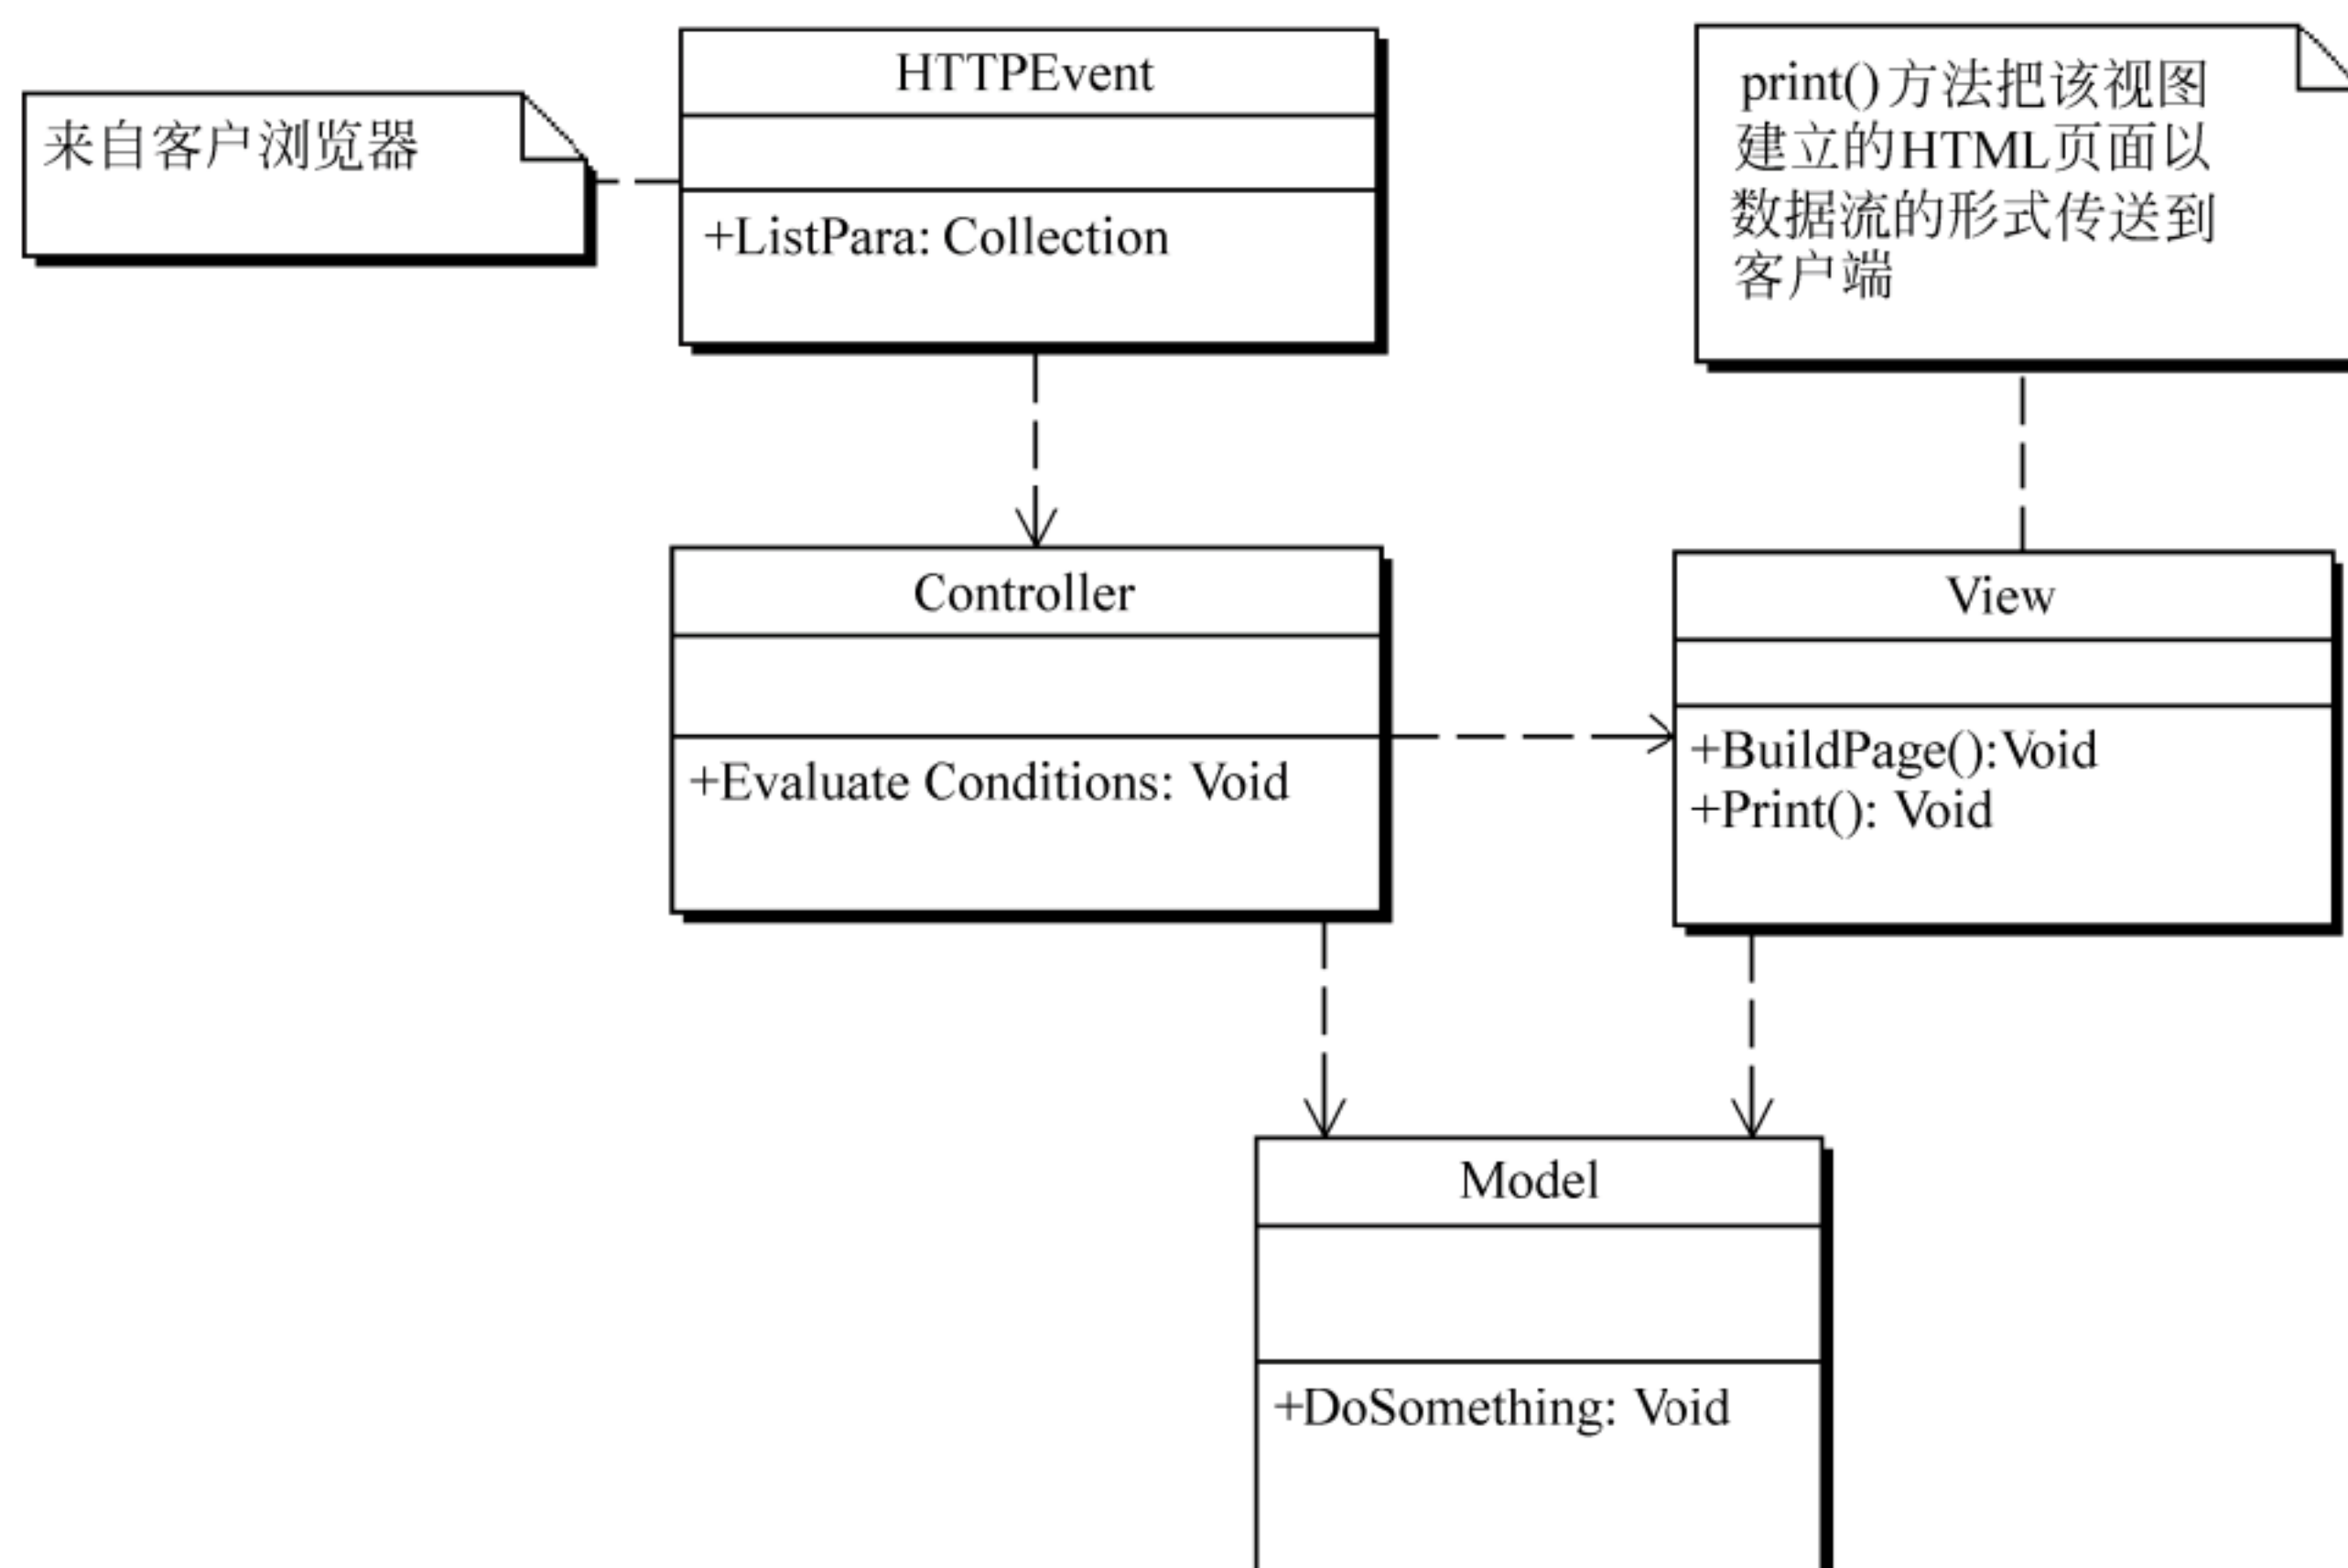 HTTPEvent
+ListPara: Collection
来自客户浏览器
print()方法把该视图
建立的HTML页面以
数据流的形式传送到
客户端
Controller
+Evaluate Conditions: Void
View
+BuildPage():Void
+Print(): Void
Model
+DoSomething: Void